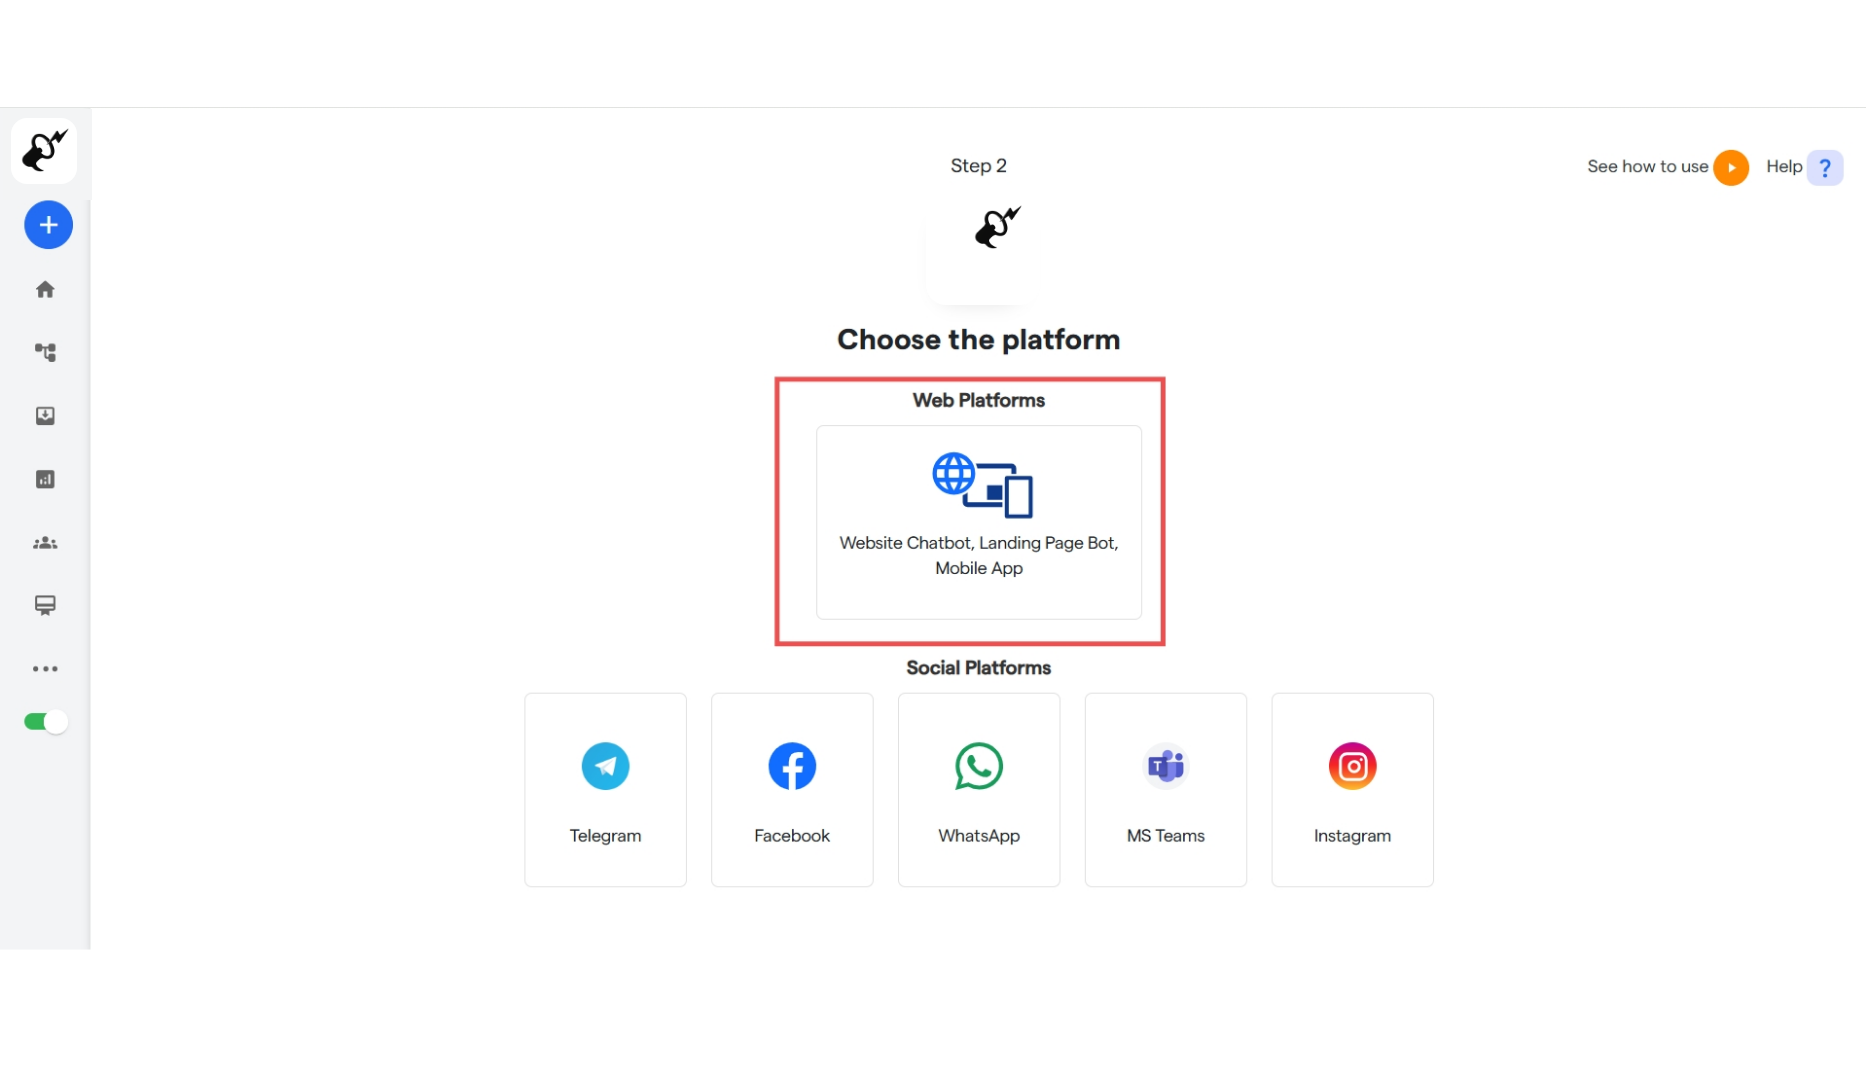 Step 2
See how to use
Help ?
Choose the platform
Web Platforms
Website Chatbot, Landing Page Bot,
Mobile App
Social Platforms
Telegram
Facebook
WhatsApp
MS Teams
Instagram